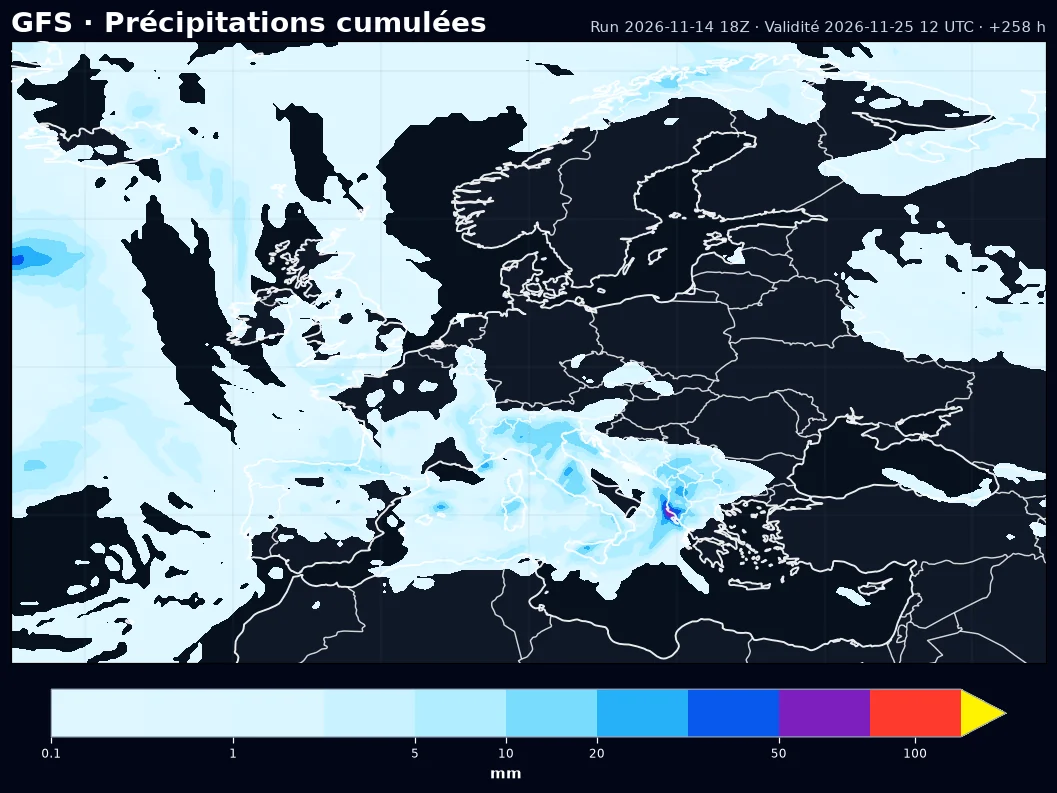 GFS · Précipitations cumulées
Run 2026-11-14 18Z · Validité 2026-11-25 12 UTC · +258 h
0.1 1 5 10 20 50 100
mm